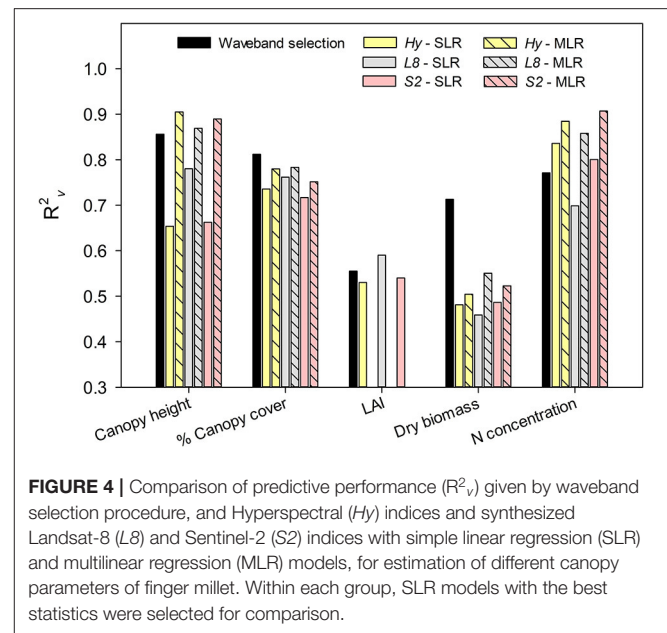 Waveband selection
Hy - SLR
Hy - MLR
L8 - SLR
L8 - MLR
S2 - SLR
S2 - MLR
1.0
0.9
0.8
0.7
0.6
0.5
0.4
0.3
R²ᵥ
Canopy height
% Canopy cover
LAI
Dry biomass
N concentration
FIGURE 4 | Comparison of predictive performance (R²ᵥ) given by waveband
selection procedure, and Hyperspectral (Hy) indices and synthesized
Landsat-8 (L8) and Sentinel-2 (S2) indices with simple linear regression (SLR)
and multilinear regression (MLR) models, for estimation of different canopy
parameters of finger millet. Within each group, SLR models with the best
statistics were selected for comparison.